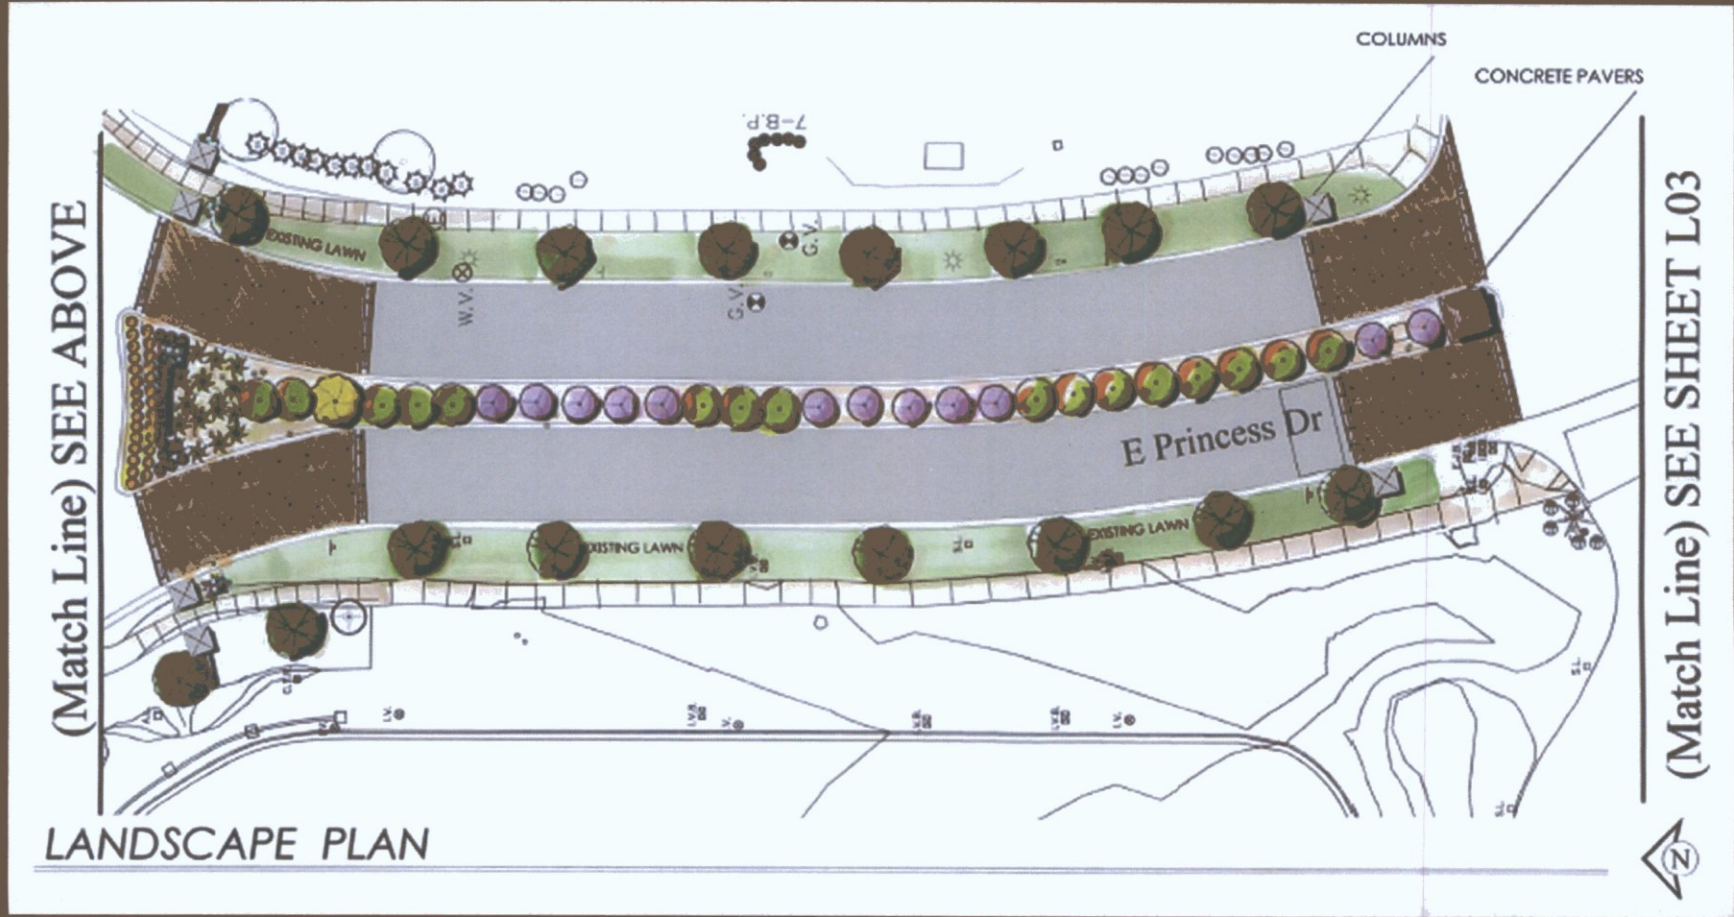 COLUMNS
CONCRETE PAVERS
7-B.P.
EXISTING LAWN
W.V.
G.V.
G.V.
(Match Line) SEE ABOVE
(Match Line) SEE SHEET L03
E Princess Dr
EXISTING LAWN
EXISTING LAWN
S.L.
S.L.
I.V.
I.V.B.
I.V.B.
I.V.
S.L.
LANDSCAPE PLAN
N